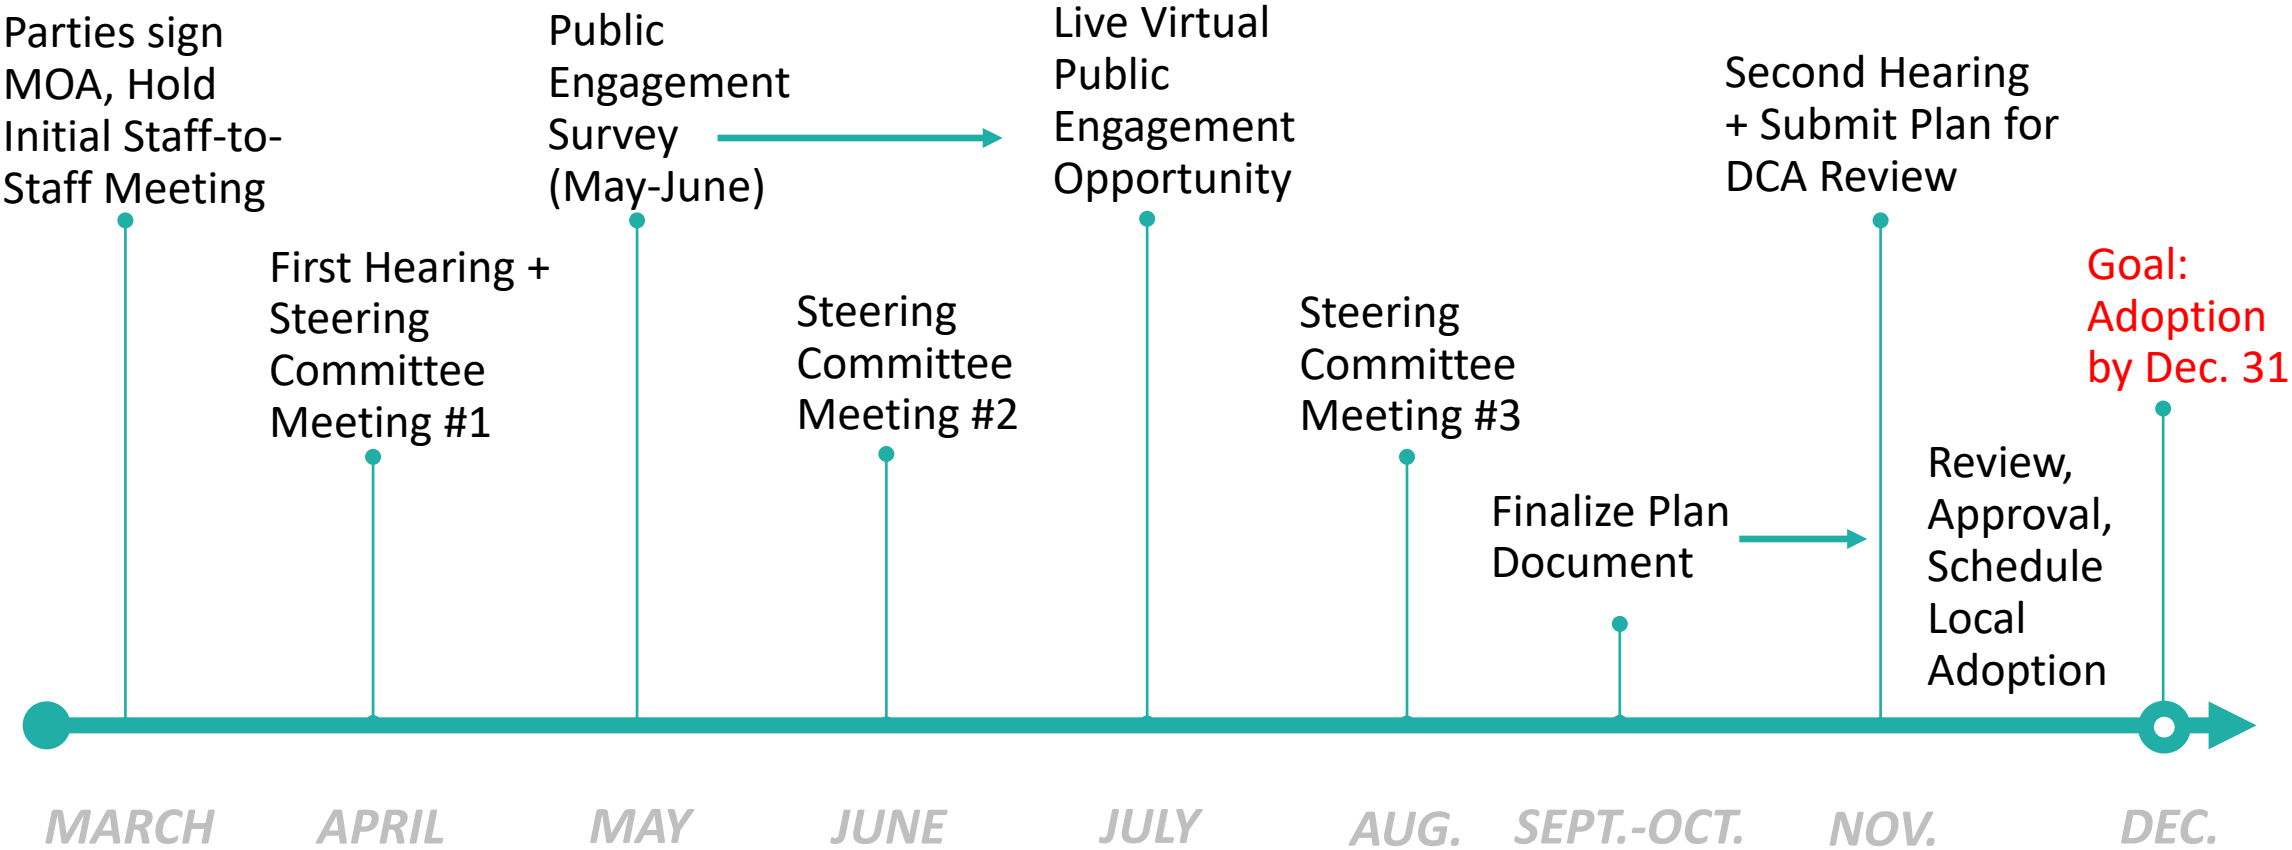 Parties sign
MOA, Hold
Initial Staff-to-
Staff Meeting
First Hearing +
Steering
Committee
Meeting #1
Public
Engagement
Survey
(May-June)
Steering
Committee
Meeting #2
Live Virtual
Public
Engagement
Opportunity
Steering
Committee
Meeting #3
Finalize Plan
Document
Second Hearing
+ Submit Plan for
DCA Review
Review,
Approval,
Schedule
Local
Adoption
Goal:
Adoption
by Dec. 31
MARCH
APRIL
MAY
JUNE
JULY
AUG.
SEPT.-OCT.
NOV.
DEC.